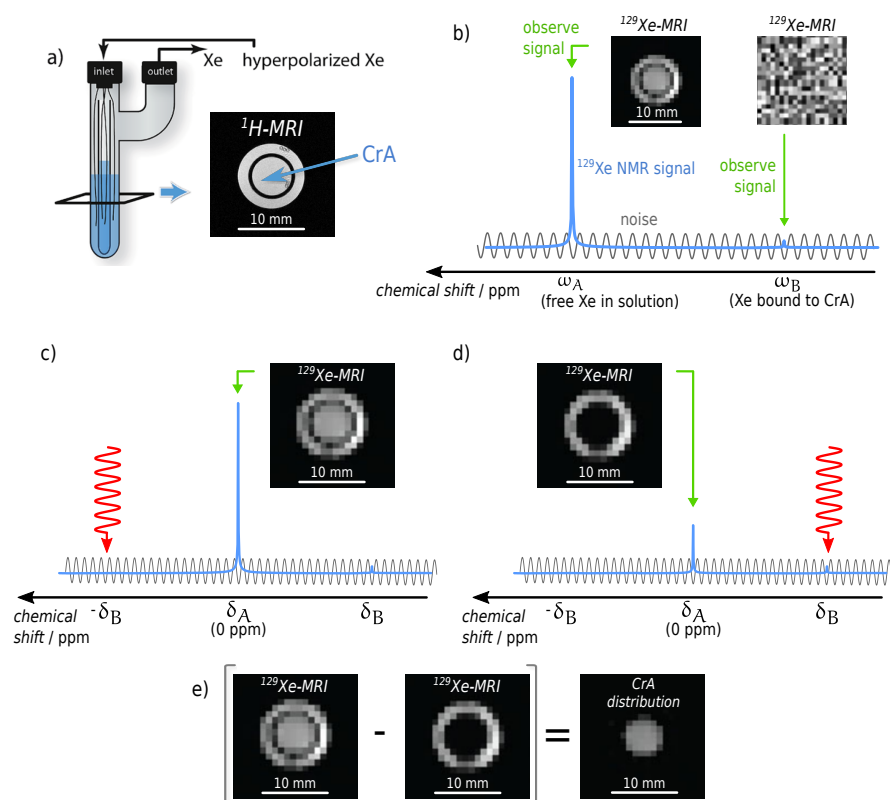 a)
inlet
outlet
Xe
hyperpolarized Xe
¹H-MRI
CrA
10 mm
b)
observe
signal
¹²⁹Xe-MRI
10 mm
¹²⁹Xe-MRI
¹²⁹Xe NMR signal
observe
signal
noise
chemical shift / ppm
ωA
(free Xe in solution)
ωB
(Xe bound to CrA)
c)
¹²⁹Xe-MRI
10 mm
chemical
shift / ppm
-δB
δA
(0 ppm)
δB
d)
¹²⁹Xe-MRI
10 mm
chemical
shift / ppm
-δB
δA
(0 ppm)
δB
e)
¹²⁹Xe-MRI
10 mm
-
¹²⁹Xe-MRI
10 mm
=
CrA
distribution
10 mm